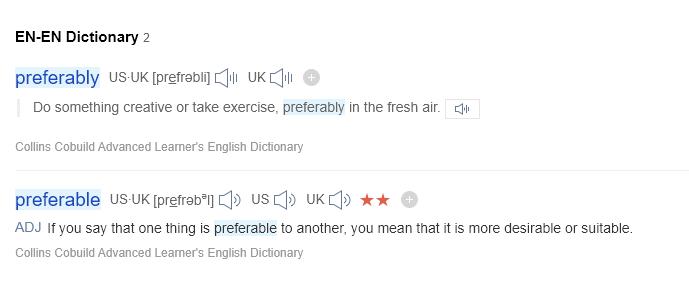 EN-EN Dictionary 2
preferably US·UK [prefrəbli] UK
Do something creative or take exercise, preferably in the fresh air.
Collins Cobuild Advanced Learner's English Dictionary
preferable US·UK [prefrəbᵊl] US UK ★★
ADJ If you say that one thing is preferable to another, you mean that it is more desirable or suitable.
Collins Cobuild Advanced Learner's English Dictionary